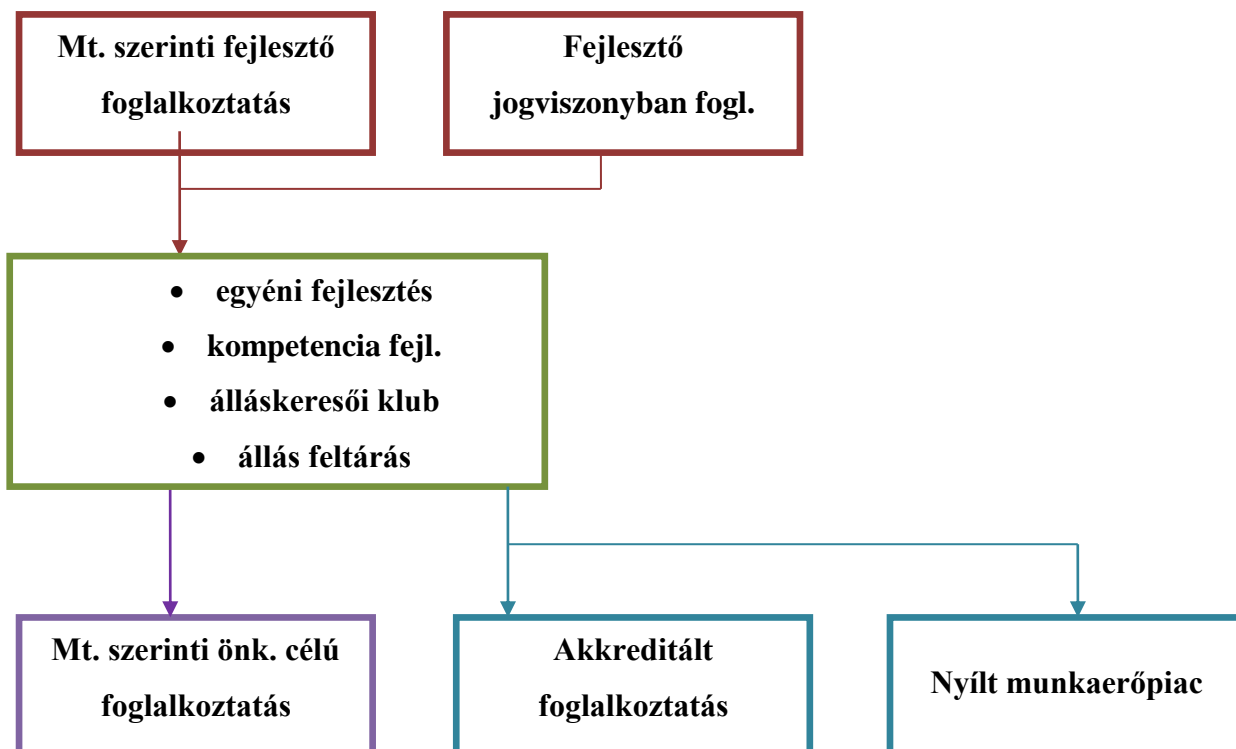 Mt. szerinti fejlesztő
foglalkoztatás
Fejlesztő
jogviszonyban fogl.
• egyéni fejlesztés
• kompetencia fejl.
• álláskeresői klub
• állás feltárás
Mt. szerinti önk. célú
foglalkoztatás
Akkreditált
foglalkoztatás
Nyílt munkaerőpiac